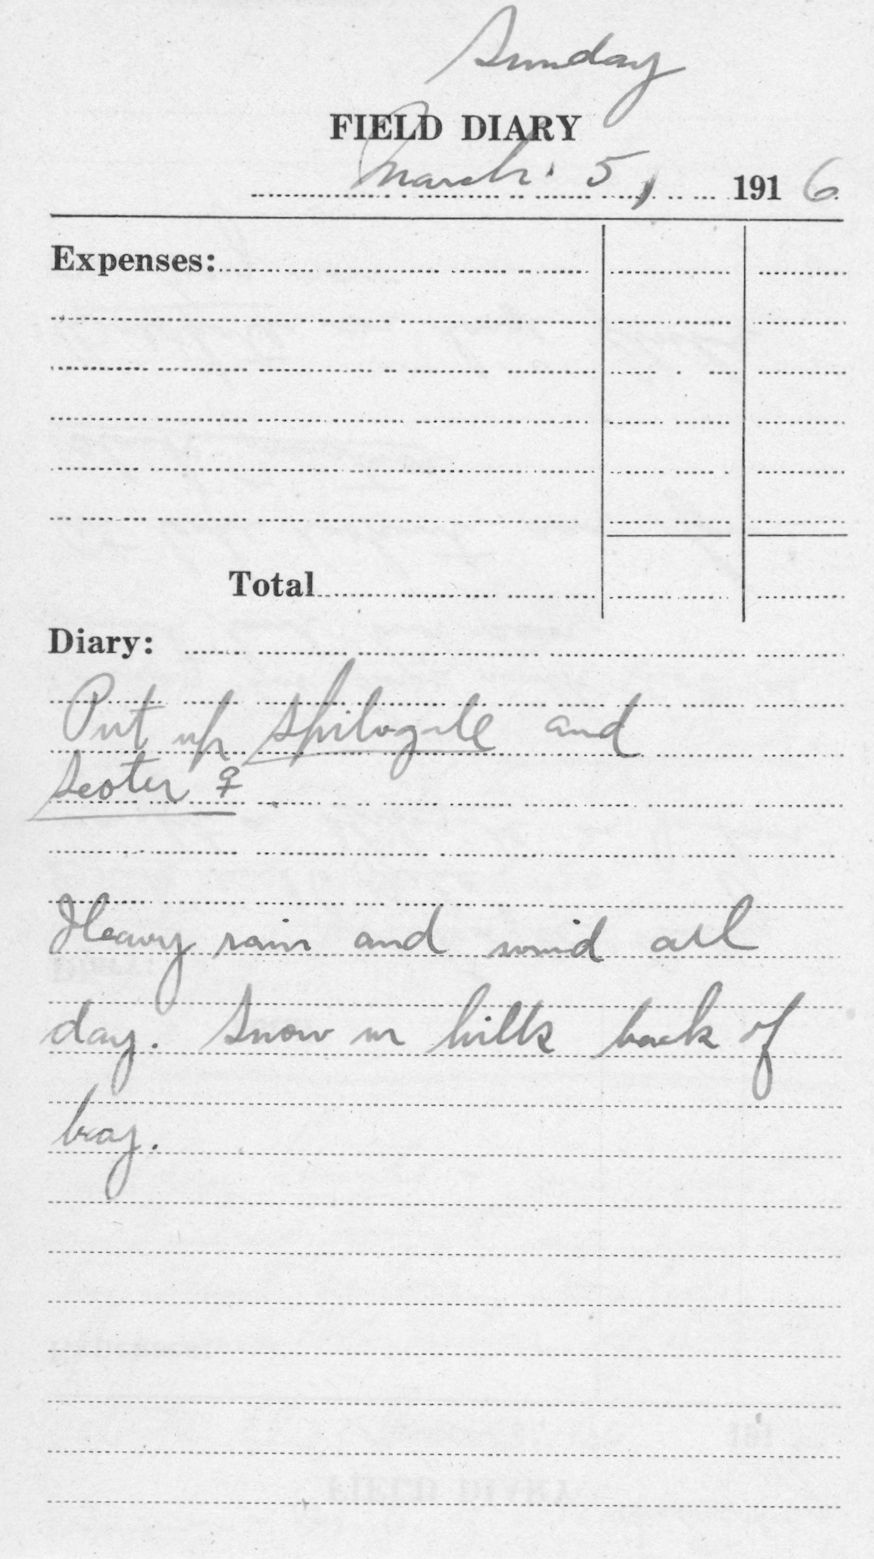 Sunday
FIELD DIARY
March 5, 1916
Expenses:
Total
Diary:
Put up Spilogale and
Scoter ♀
Heavy rain and wind all
day. Snow in hills back of
bay.